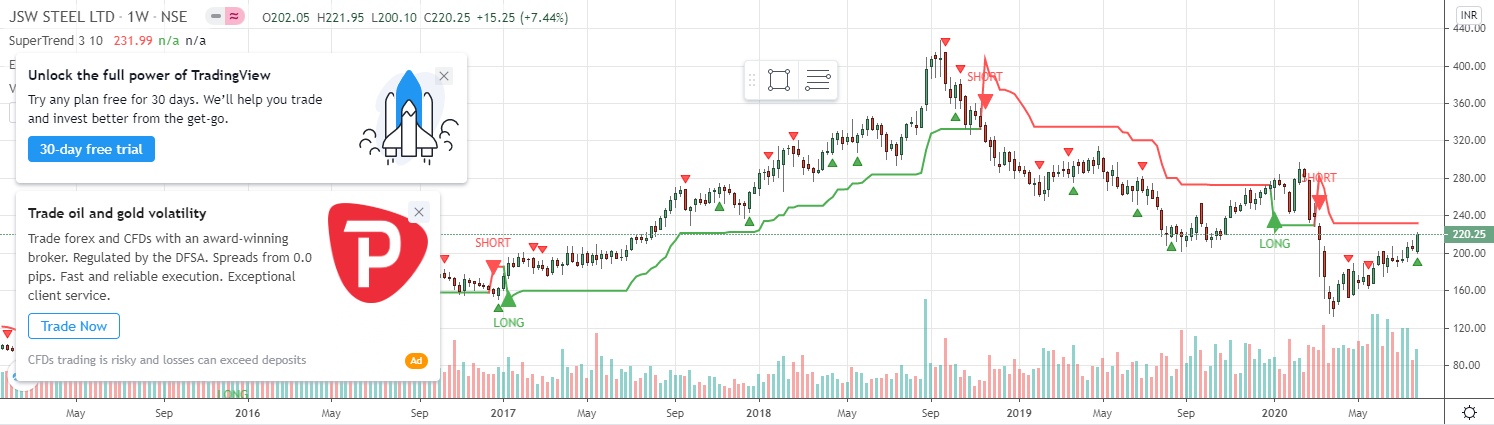 JSW STEEL LTD · 1W · NSE O202.05 H221.95 L200.10 C220.25 +15.25 (+7.44%)
SuperTrend 3 10 231.99 n/a n/a
E
V
Unlock the full power of TradingView
Try any plan free for 30 days. We'll help you trade
and invest better from the get-go.
30-day free trial
Trade oil and gold volatility
Trade forex and CFDs with an award-winning
broker. Regulated by the DFSA. Spreads from 0.0
pips. Fast and reliable execution. Exceptional
client service.
Trade Now
CFDs trading is risky and losses can exceed deposits
Ad
P
SHORT
LONG
SHORT
LONG
SHORT
LONG
INR
440.00
400.00
360.00
320.00
280.00
240.00
220.25
200.00
160.00
120.00
80.00
May Sep 2016 May Sep 2017 May Sep 2018 May Sep 2019 May Sep 2020 May